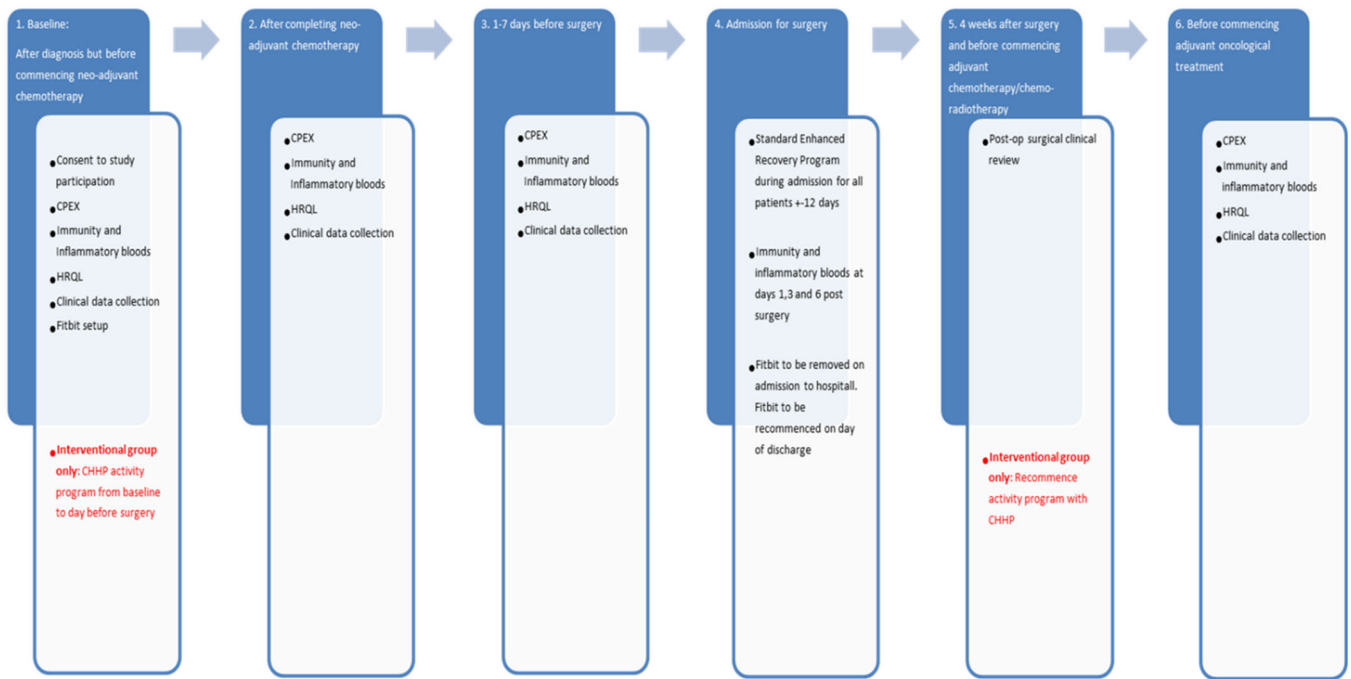 1. Baseline:
After diagnosis but before
commencing neo-adjuvant
chemotherapy
●Consent to study
participation
●CPEX
●Immunity and
Inflammatory bloods
●HRQL
●Clinical data collection
●Fitbit setup
●Interventional group
only: CHHP activity
program from baseline
to day before surgery
2. After completing neo-
adjuvant chemotherapy
●CPEX
●Immunity and
Inflammatory bloods
●HRQL
●Clinical data collection
3. 1-7 days before surgery
●CPEX
●Immunity and
Inflammatory bloods
●HRQL
●Clinical data collection
4. Admission for surgery
●Standard Enhanced
Recovery Program
during admission for all
patients +-12 days
●Immunity and
inflammatory bloods at
days 1,3 and 6 post
surgery
●Fitbit to be removed on
admission to hospitall.
Fitbit to be
recommenced on day
of discharge
5. 4 weeks after surgery
and before commencing
adjuvant
chemotherapy/chemo-
radiotherapy
●Post-op surgical clinical
review
●Interventional group
only: Recommence
activity program with
CHHP
6. Before commencing
adjuvant oncological
treatment
●CPEX
●Immunity and
inflammatory bloods
●HRQL
●Clinical data collection